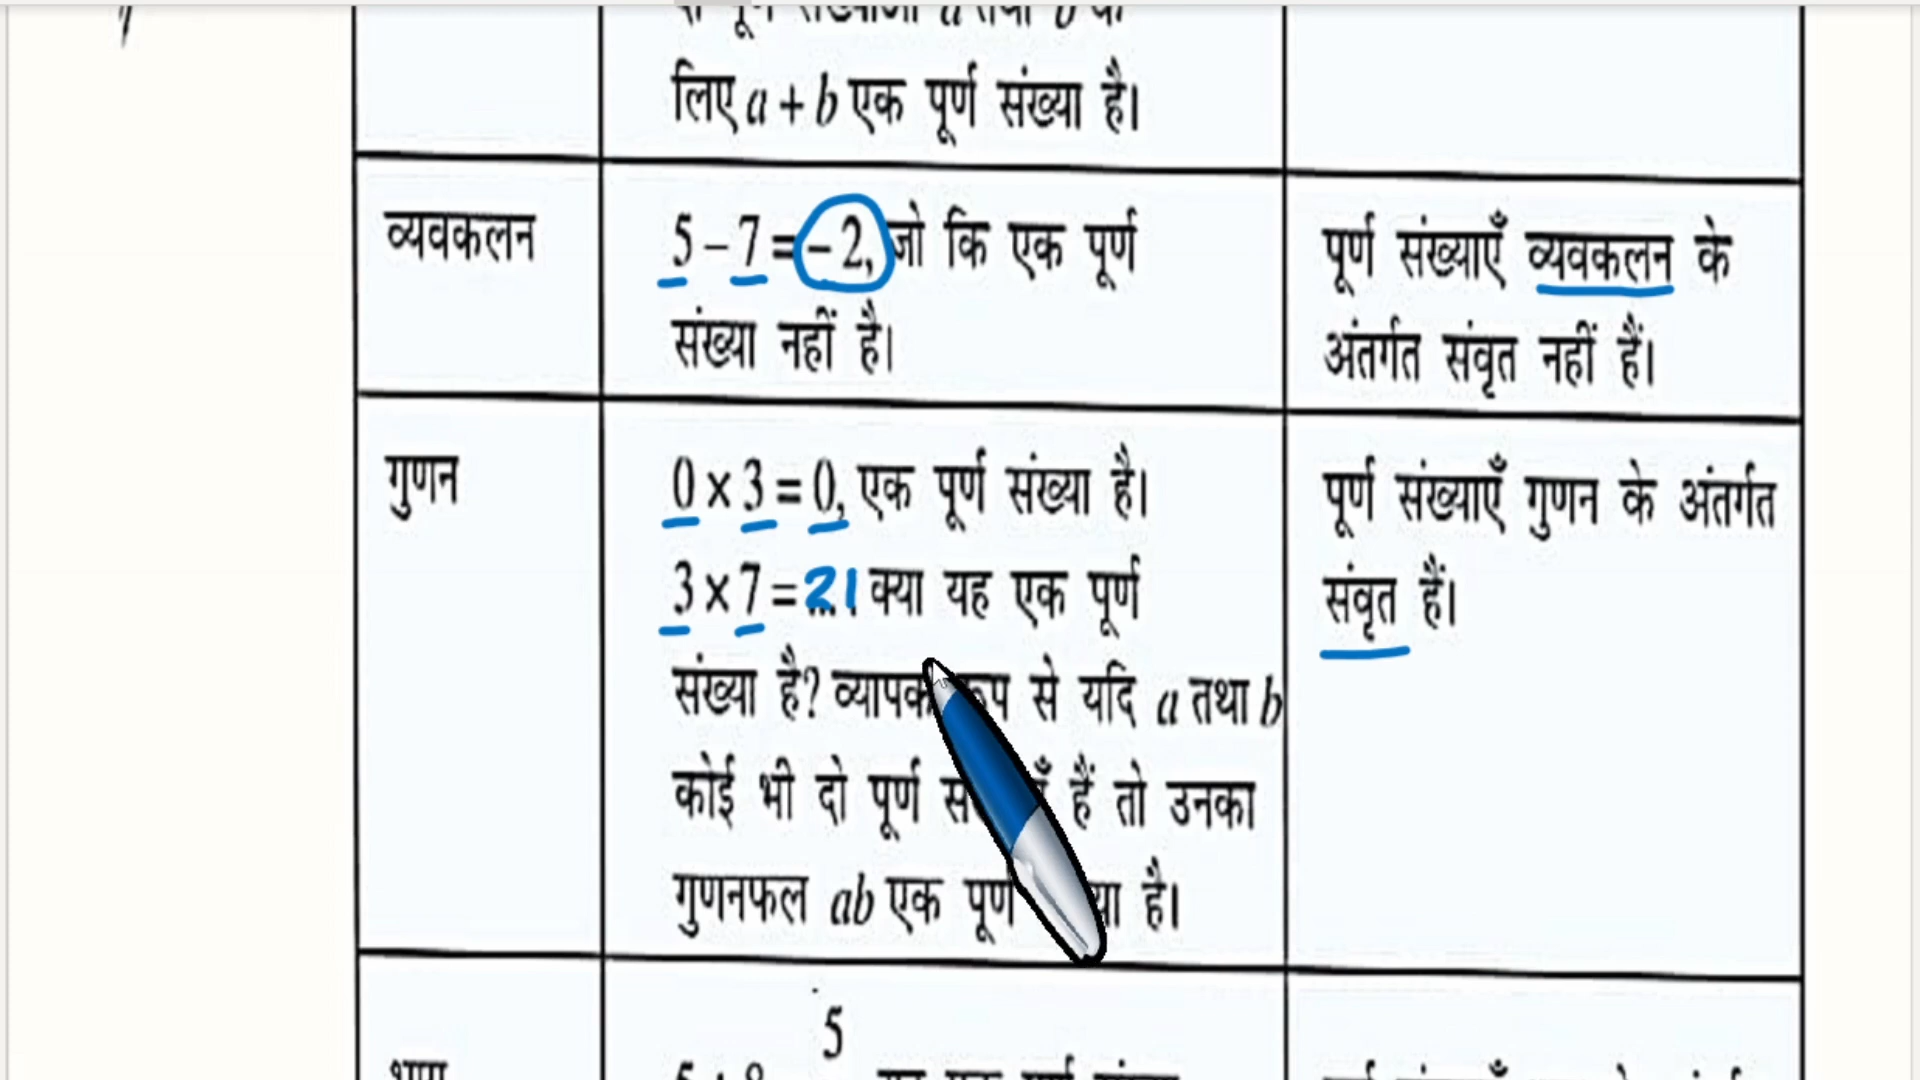 लिए a + b एक पूर्ण संख्या है।
व्यवकलन
5 – 7 = – 2, जो कि एक पूर्ण
संख्या नहीं है।
पूर्ण संख्याएँ व्यवकलन के
अंतर्गत संवृत नहीं हैं।
गुणन
0 × 3 = 0, एक पूर्ण संख्या है।
3 × 7 = 21 क्या यह एक पूर्ण
संख्या है? व्यापक रूप से यदि a तथा b
कोई भी दो पूर्ण हैं तो उनका
गुणनफल ab एक पूर्ण है।
पूर्ण संख्याएँ गुणन के अंतर्गत
संवृत हैं।
5